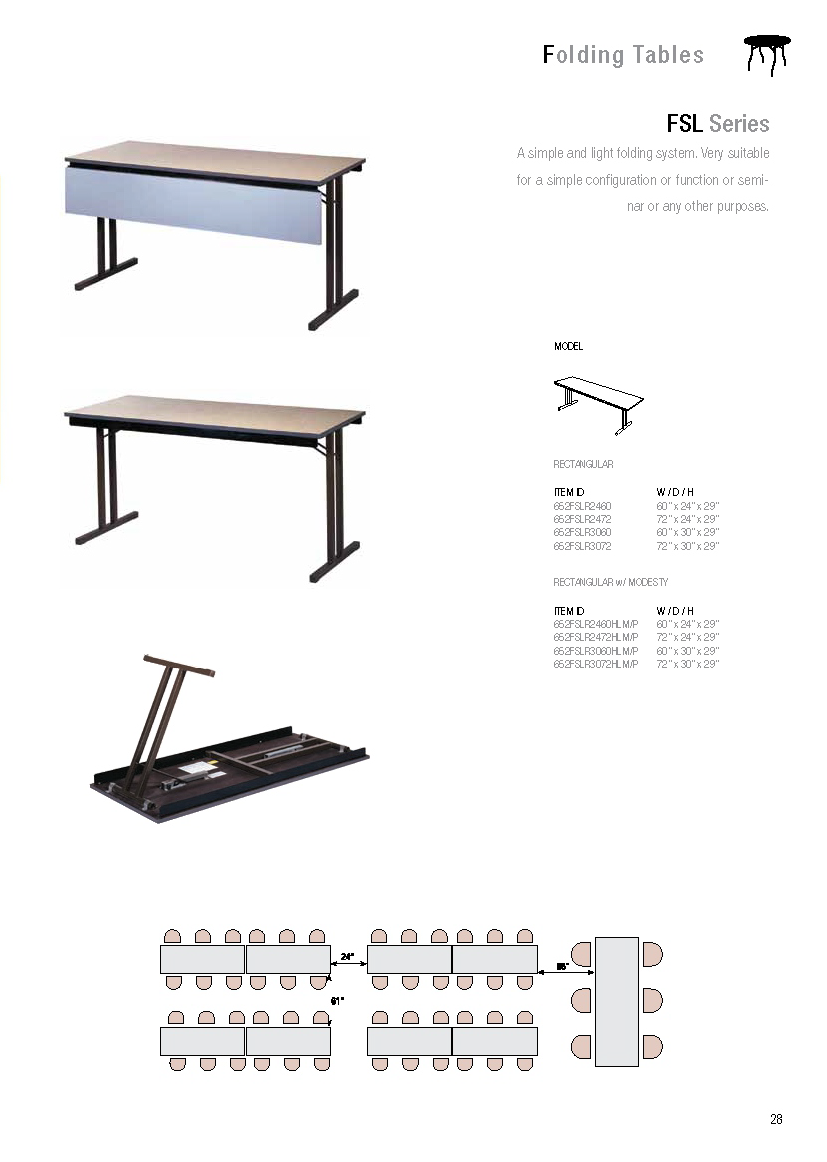 Folding Tables
FSL Series
A simple and light folding system. Very suitable
for a simple configuration or function or semi-
nar or any other purposes.
MODEL
RECTANGULAR
ITEM ID W / D / H
652FSLR2460 60" x 24" x 29"
652FSLR2472 72" x 24" x 29"
652FSLR3060 60" x 30" x 29"
652FSLR3072 72" x 30" x 29"
RECTANGULAR w/ MODESTY
ITEM ID W / D / H
652FSLR2460HLM/P 60" x 24" x 29"
652FSLR2472HLM/P 72" x 24" x 29"
652FSLR3060HLM/P 60" x 30" x 29"
652FSLR3072HLM/P 72" x 30" x 29"
24"
61"
28